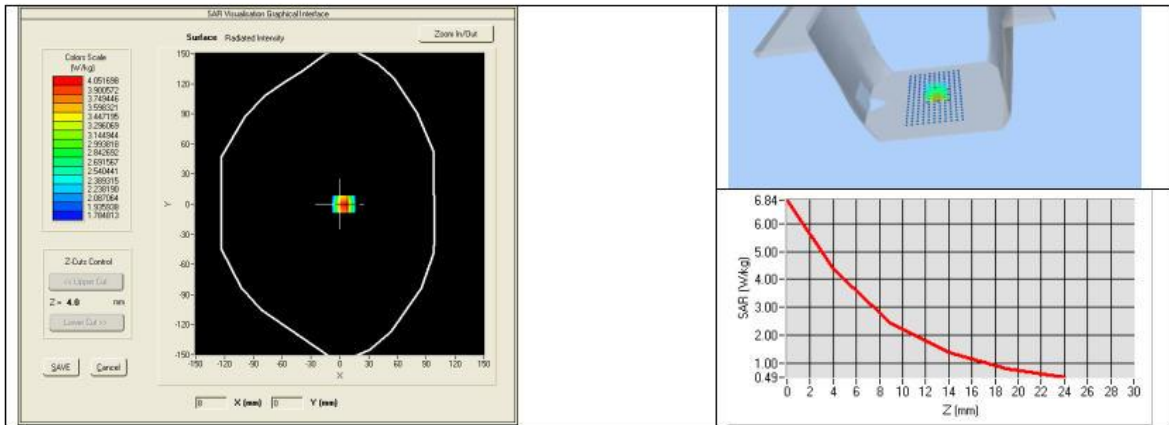 SAR Visualisation Graphical Interface
Surface Radiated Intensity
Zoom In/Out
Colors Scale
(W/kg)
4.051698
3.900572
3.749446
3.598321
3.447195
3.296069
3.144944
2.993818
2.842692
2.691567
2.540441
2.389315
2.238190
2.087064
1.935938
1.784813
Z-Cuts Control
<< Upper Cut
Z = 4.0 mm
Lower Cut >>
SAVE Cancel
150
120
90
60
30
0
-30
-60
-90
-120
-150
Y
-150 -120 -90 -60 -30 0 30 60 90 120 150
X
0 X (mm) 0 Y (mm)
6.84
6.00
5.00
4.00
3.00
2.00
1.00
0.49
SAR (W/kg)
0 2 4 6 8 10 12 14 16 18 20 22 24 26 28 30
Z (mm)